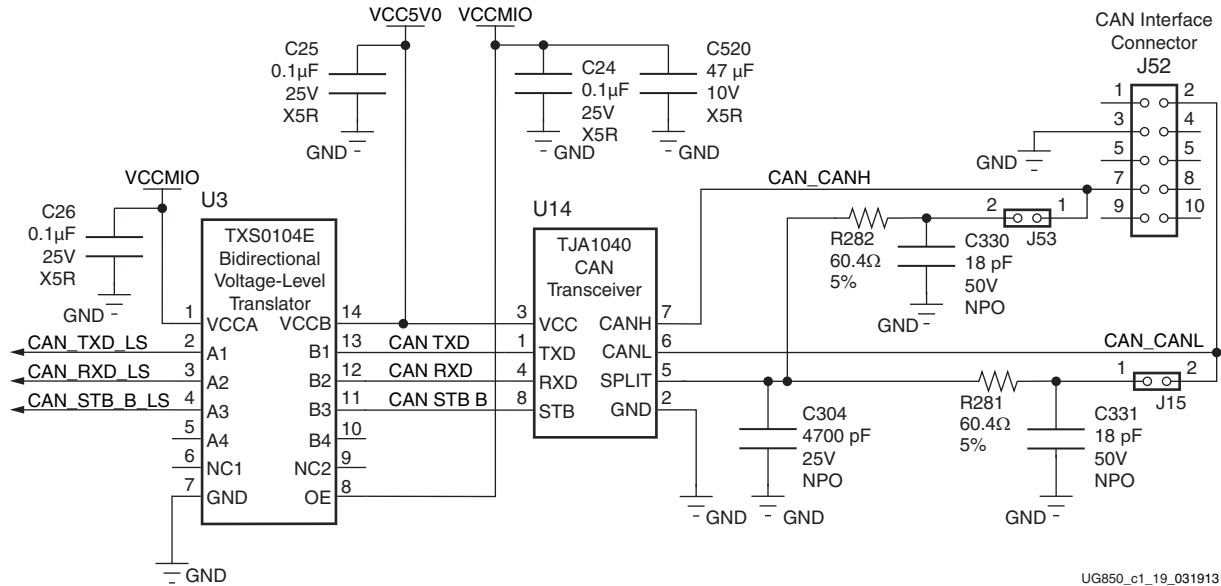 VCC5V0
VCCMIO
C25
0.1µF
25V
X5R
GND
C24
0.1µF
25V
X5R
GND
C520
47 µF
10V
X5R
GND
CAN Interface
Connector
J52
1
2
3
4
5
5
7
8
9
10
GND
VCCMIO
C26
0.1µF
25V
X5R
GND
U3
TXS0104E
Bidirectional
Voltage-Level
Translator
1
VCCA
VCCB
14
CAN_TXD_LS
2
A1
B1
13
CAN TXD
CAN_RXD_LS
3
A2
B2
12
CAN RXD
CAN_STB_B_LS
4
A3
B3
11
CAN STB B
5
A4
B4
10
6
NC1
NC2
9
7
GND
OE
8
GND
U14
TJA1040
CAN
Transceiver
3
VCC
CANH
7
1
TXD
CANL
6
4
RXD
SPLIT
5
8
STB
GND
2
GND
CAN_CANH
R282
60.4Ω
5%
2
1
J53
C330
18 pF
50V
NPO
GND
CAN_CANL
C304
4700 pF
25V
NPO
GND
R281
60.4Ω
5%
1
2
J15
C331
18 pF
50V
NPO
GND
UG850_c1_19_031913